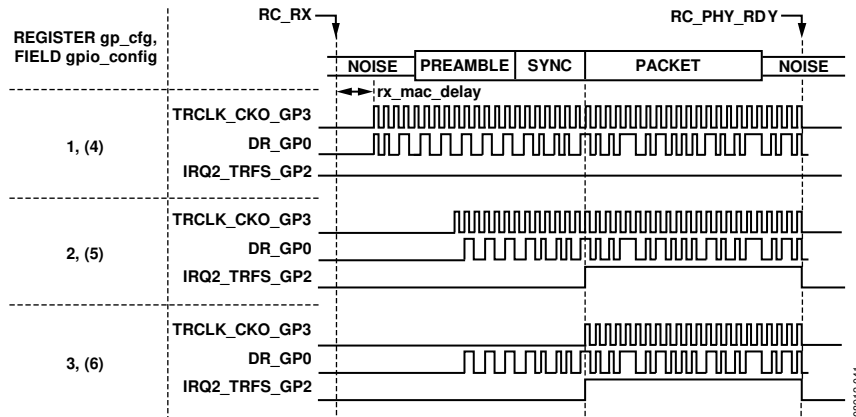 RC_RX
RC_PHY_RDY
REGISTER gp_cfg,
FIELD gpio_config
NOISE PREAMBLE SYNC PACKET NOISE
rx_mac_delay
TRCLK_CKO_GP3
1, (4)
DR_GP0
IRQ2_TRFS_GP2
TRCLK_CKO_GP3
2, (5)
DR_GP0
IRQ2_TRFS_GP2
TRCLK_CKO_GP3
3, (6)
DR_GP0
IRQ2_TRFS_GP2